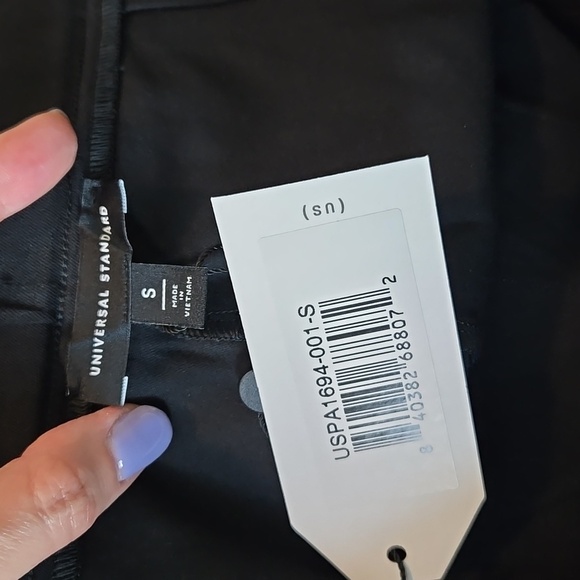 UNIVERSAL STANDARD
S
MADE
IN
VIETNAM
(US)
USPA1694-001-S
8 40382 68807 2